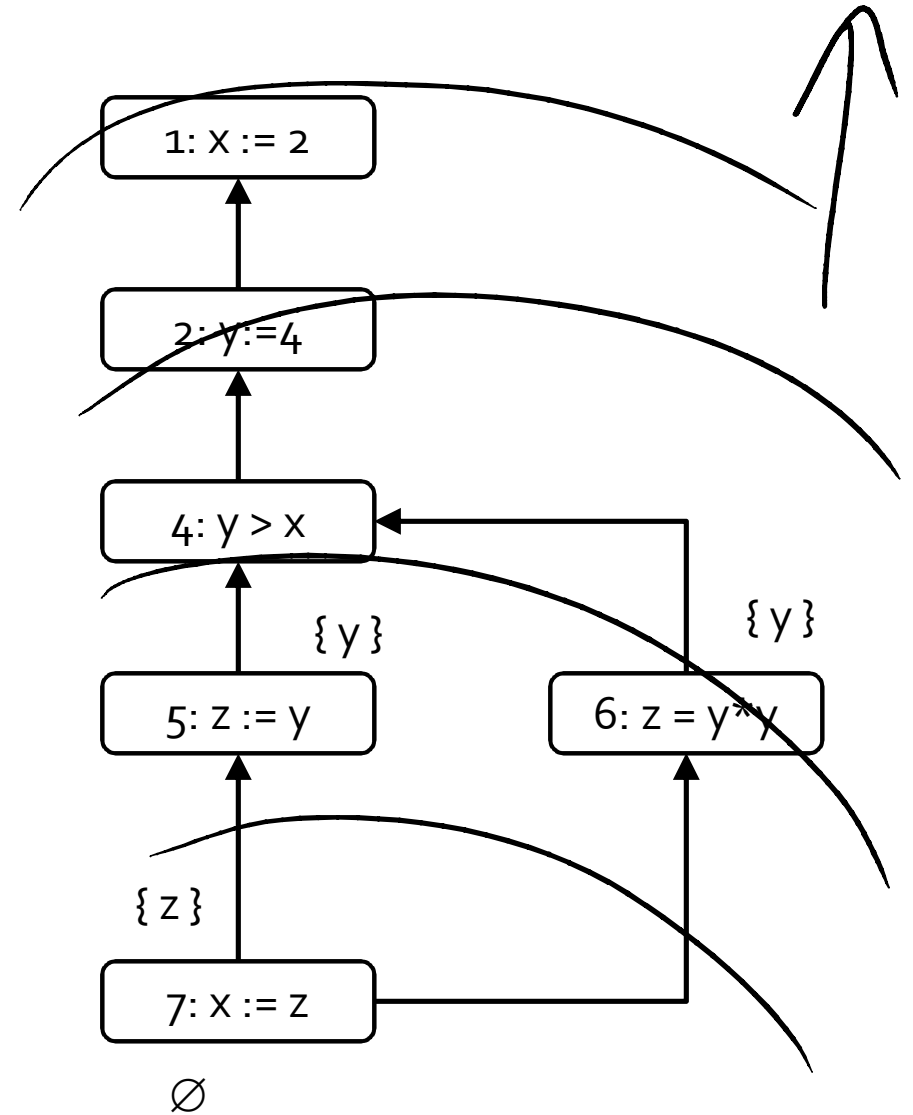 1: x := 2
2: y:=4
4: y > x
{ y }
{ y }
5: z := y
6: z = y*y
{ z }
7: x := z
∅